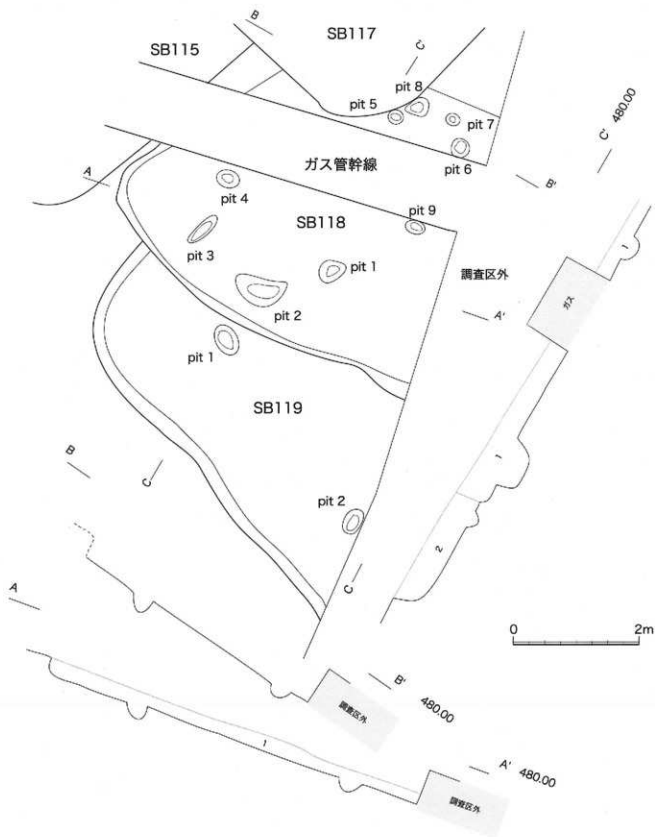 B
SB117
SB115
C'
pit 8
pit 5
pit 7
C' 480.00
ガス管幹線
pit 6
A
B'
pit 4
pit 9
SB118
1
pit 3
pit 1
調査区外
pit 2
A'
ガス
pit 1
SB119
B
C
1
pit 2
2
A
C
0 2m
B' 480.00
調査区外
1
A' 480.00
調査区外